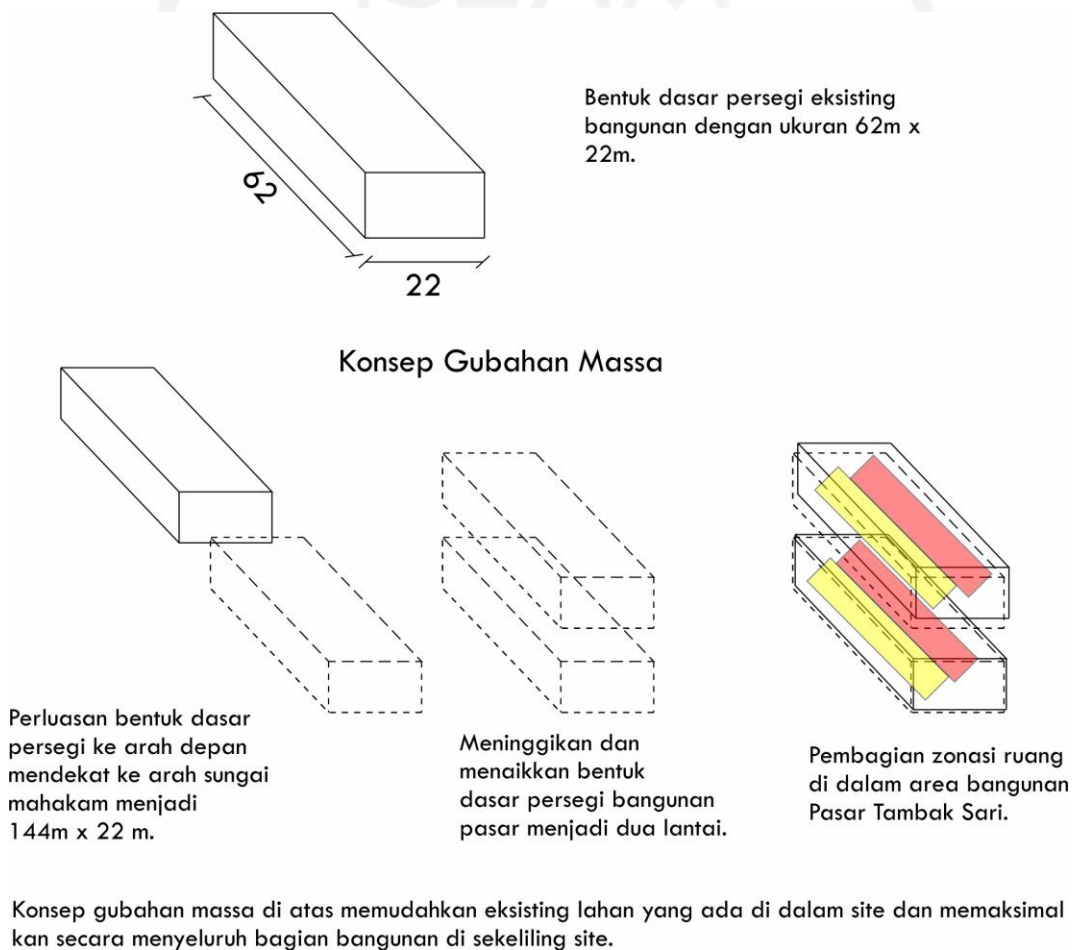 ISLAM
Bentuk dasar persegi eksisting
bangunan dengan ukuran 62m x
22m.
62
22
Konsep Gubahan Massa
Perluasan bentuk dasar
persegi ke arah depan
mendekat ke arah sungai
mahakam menjadi
144m x 22 m.
Meninggikan dan
menaikkan bentuk
dasar persegi bangunan
pasar menjadi dua lantai.
Pembagian zonasi ruang
di dalam area bangunan
Pasar Tambak Sari.
Konsep gubahan massa di atas memudahkan eksisting lahan yang ada di dalam site dan memaksimal
kan secara menyeluruh bagian bangunan di sekeliling site.